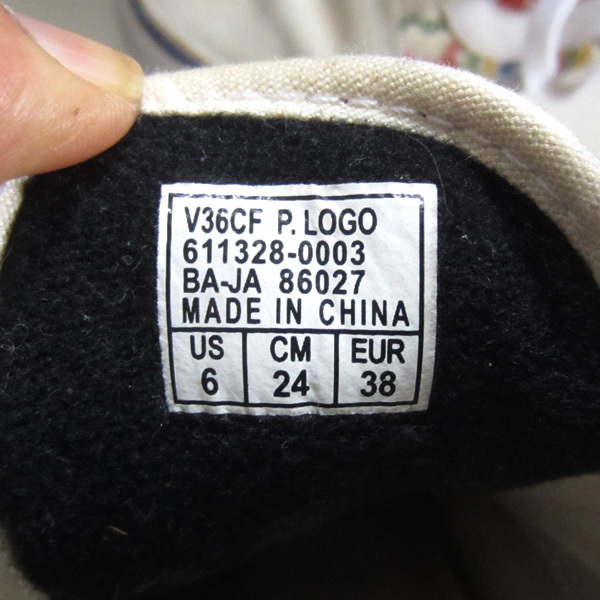 V36CF P. LOGO
611328-0003
BA-JA 86027
MADE IN CHINA
US CM EUR
6 24 38